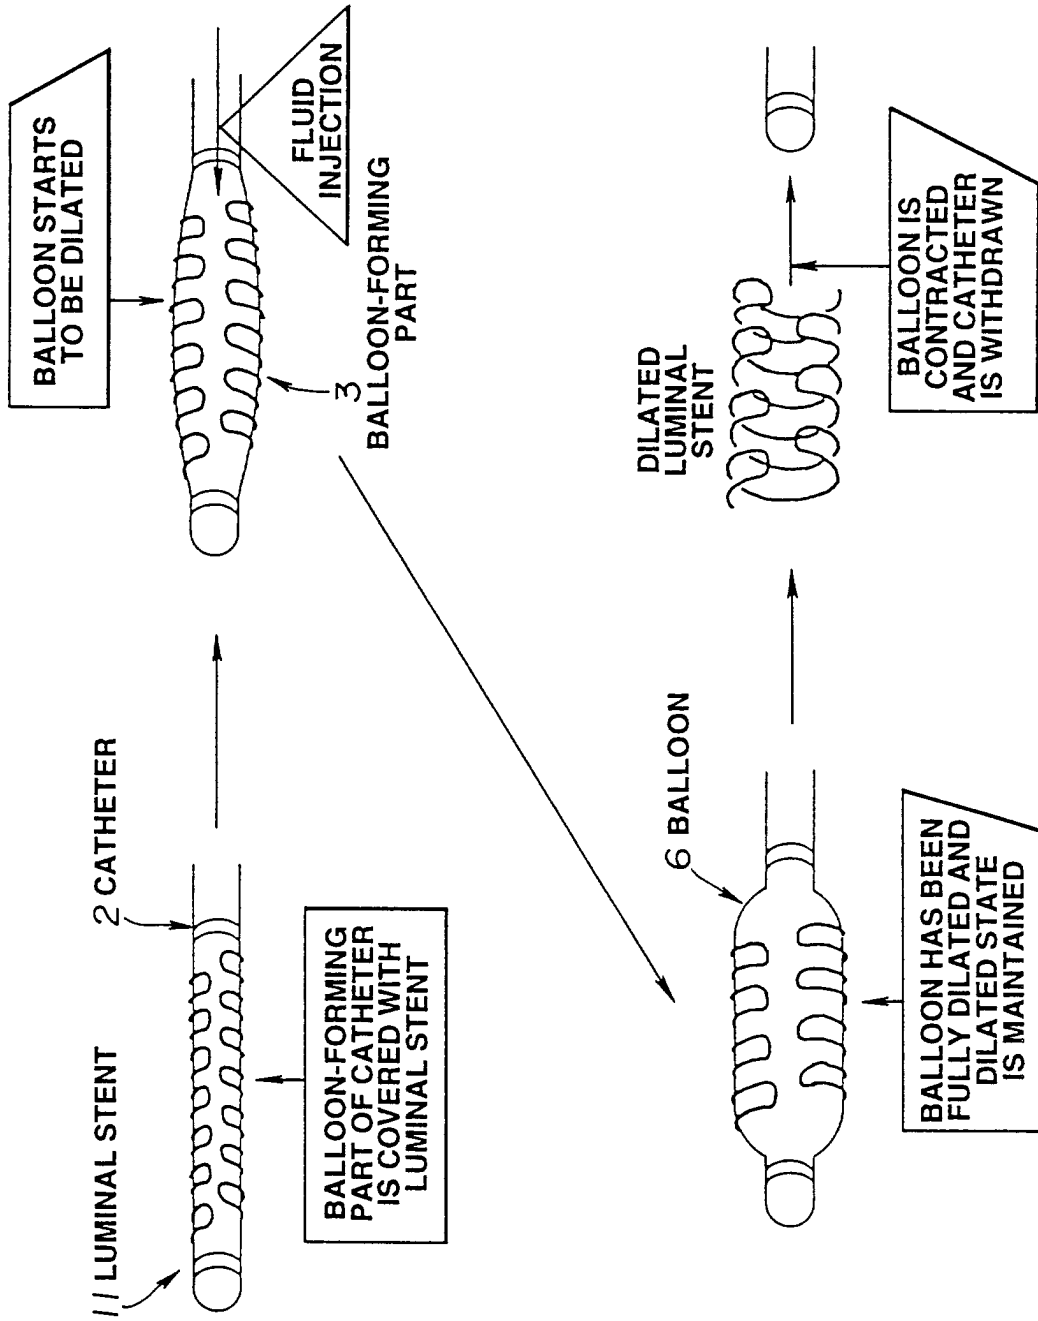 11 LUMINAL STENT
2 CATHETER
BALLOON-FORMING
PART OF CATHETER
IS COVERED WITH
LUMINAL STENT
BALLOON STARTS
TO BE DILATED
FLUID
INJECTION
3
BALLOON-FORMING
PART
6 BALLOON
BALLOON HAS BEEN
FULLY DILATED AND
DILATED STATE
IS MAINTAINED
DILATED
LUMINAL
STENT
BALLOON IS
CONTRACTED
AND CATHETER
IS WITHDRAWN